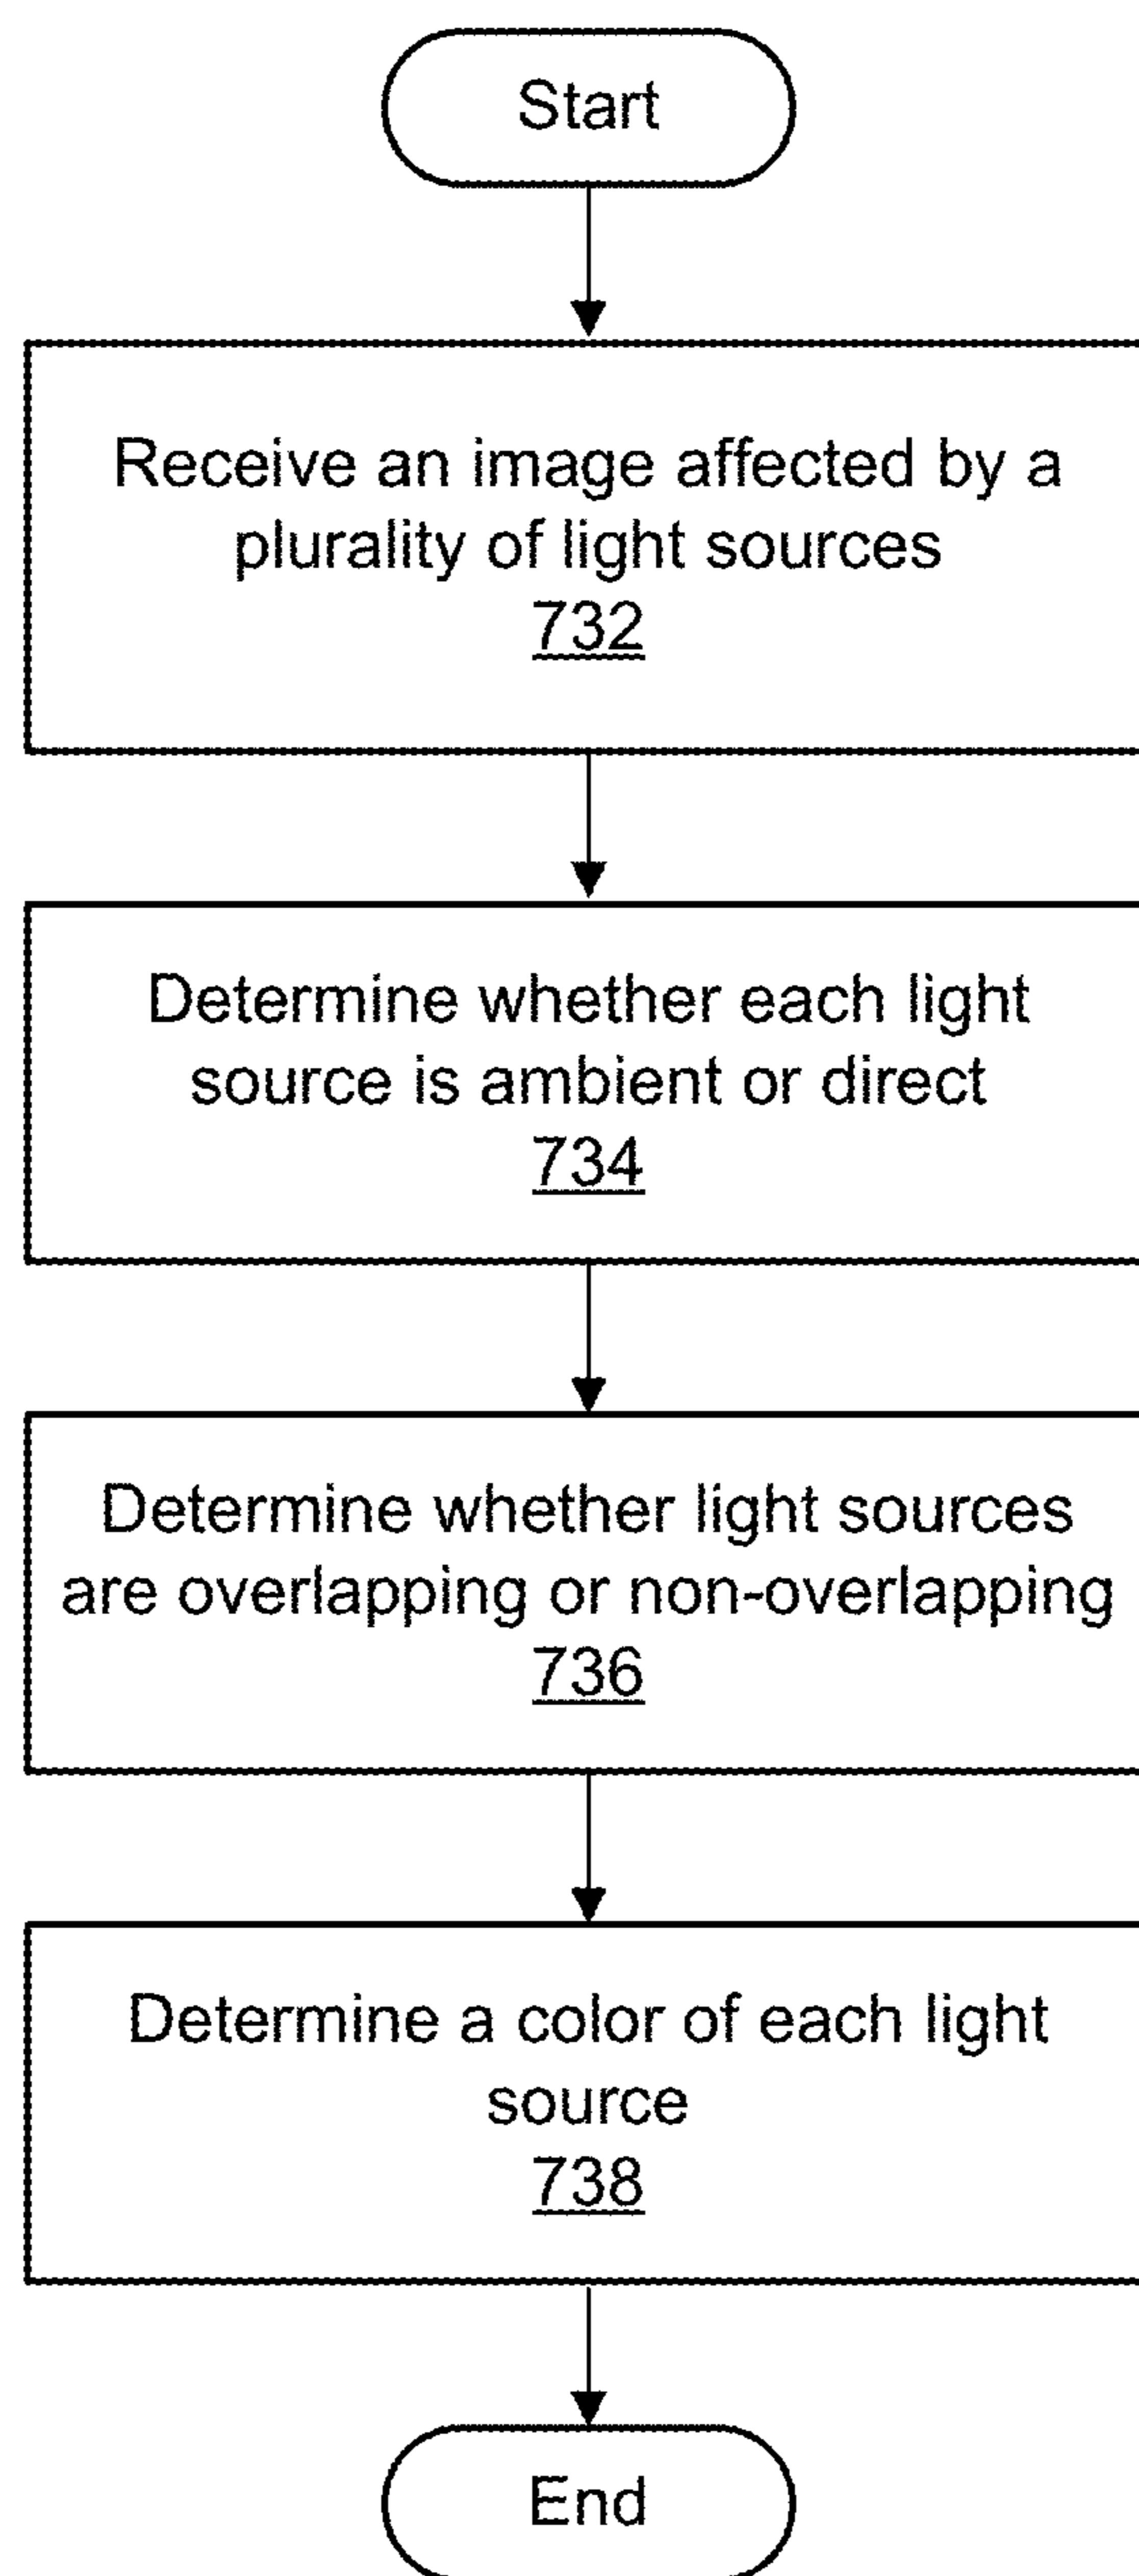 Start
Receive an image affected by a
plurality of light sources
732
Determine whether each light
source is ambient or direct
734
Determine whether light sources
are overlapping or non-overlapping
736
Determine a color of each light
source
738
End